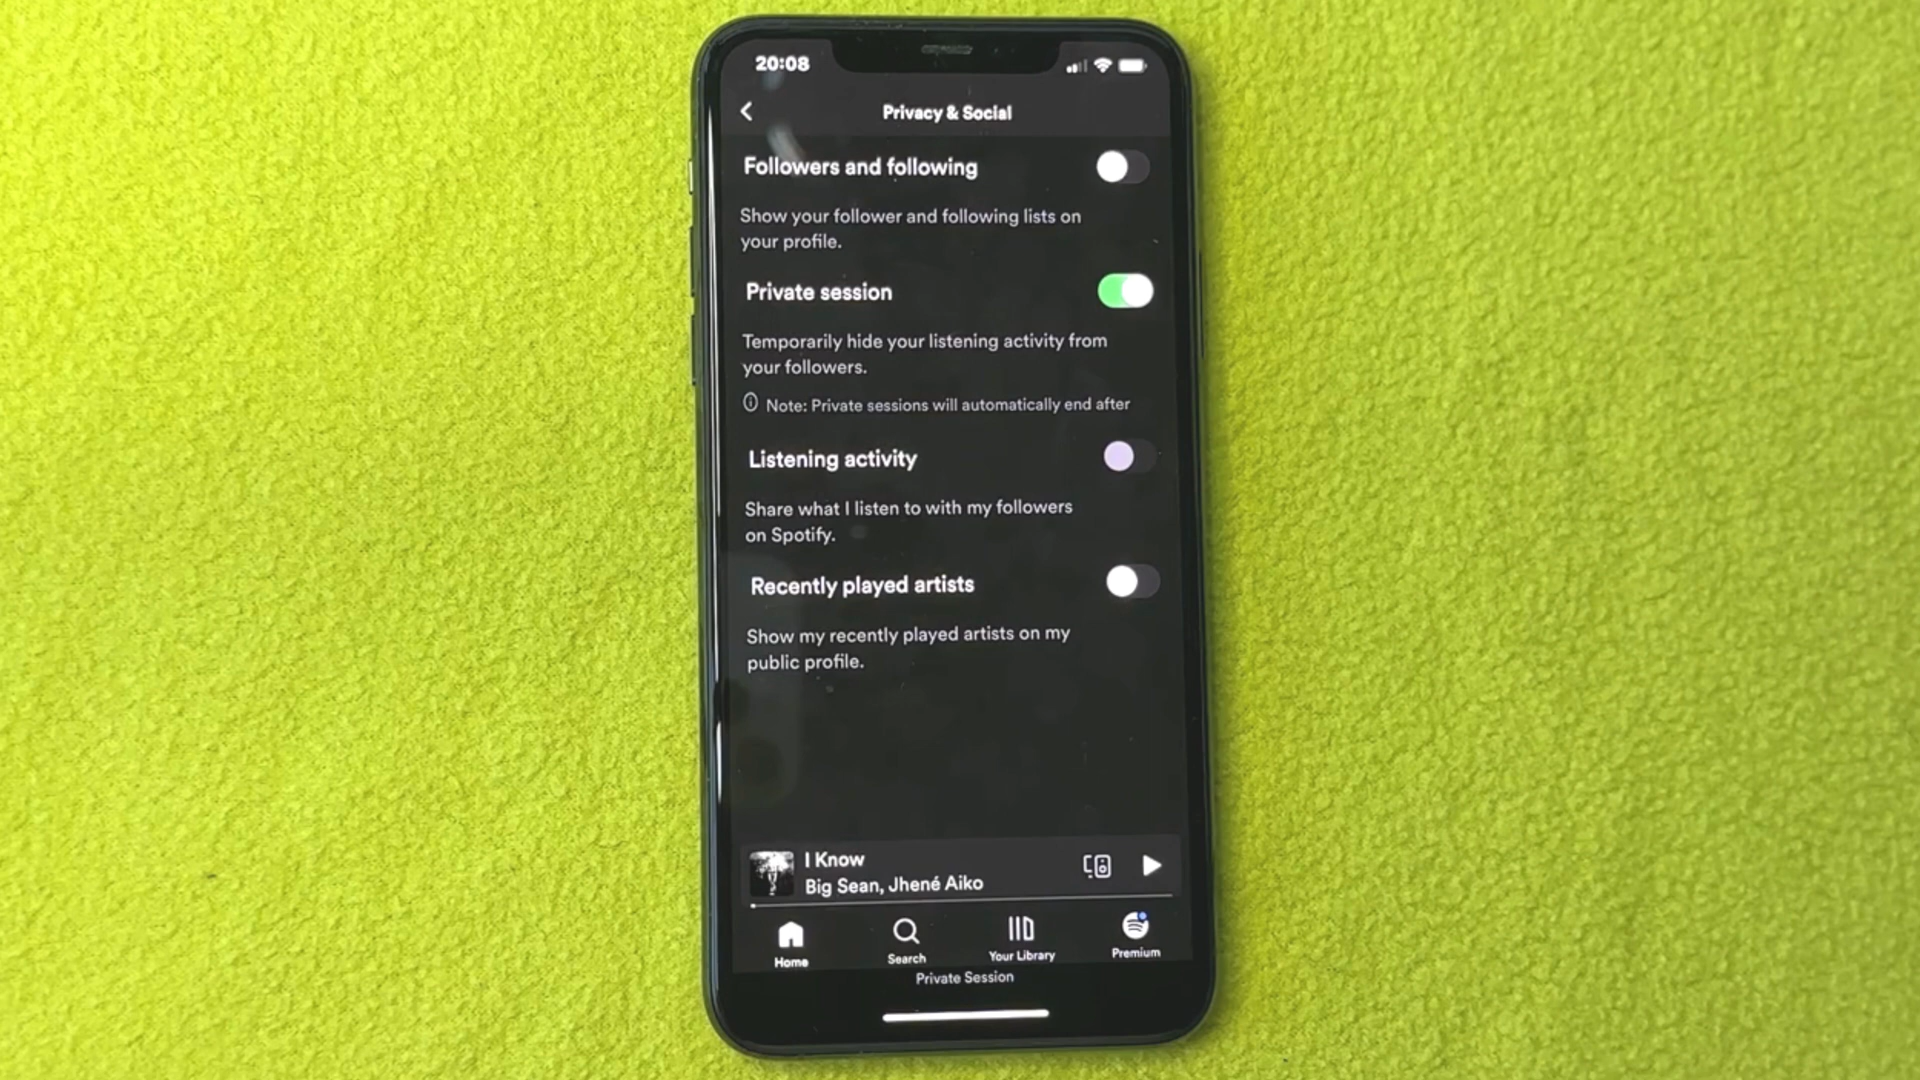 20:08
Privacy & Social
Followers and following
Show your follower and following lists on
your profile.
Private session
Temporarily hide your listening activity from
your followers.
Note: Private sessions will automatically end after
Listening activity
Share what I listen to with my followers
on Spotify.
Recently played artists
Show my recently played artists on my
public profile.
I Know
Big Sean, Jhené Aiko
Home
Search
Your Library
Premium
Private Session